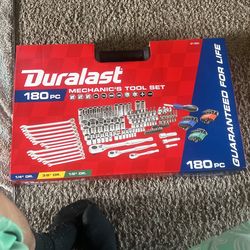 Duralast
180 PC
MECHANIC'S TOOL SET
GUARANTEED FOR LIFE
1/4" DR.
3/8" DR.
1/2" DR.
180 PC